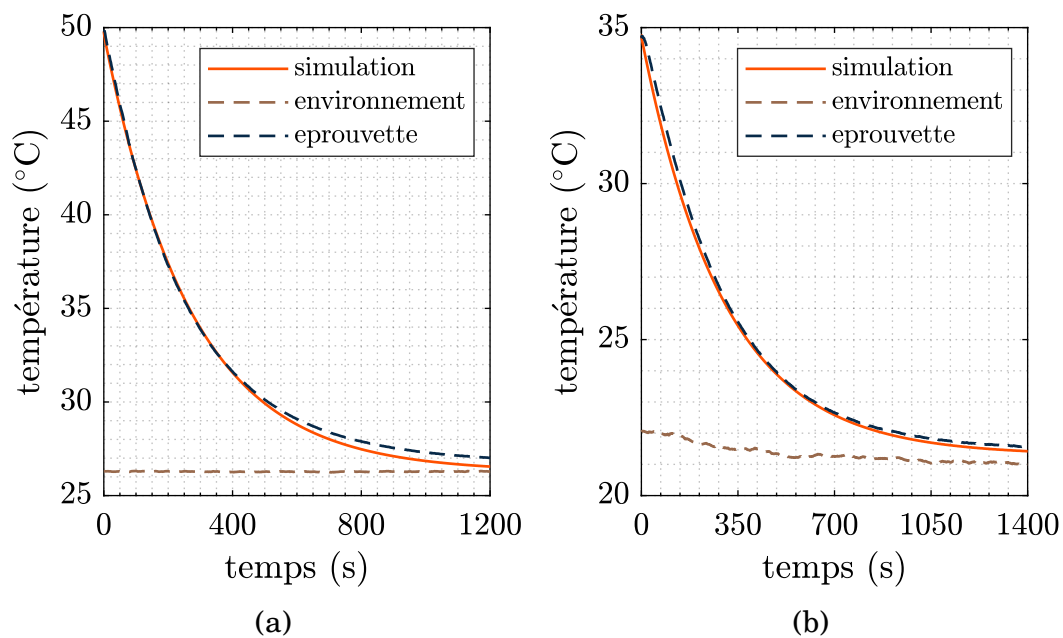 50
45
40
35
30
25
température (°C)
simulation
environnement
eprouvette
0
400
800
1200
temps (s)
(a)
35
30
25
20
température (°C)
simulation
environnement
eprouvette
0
350
700
1050
1400
temps (s)
(b)